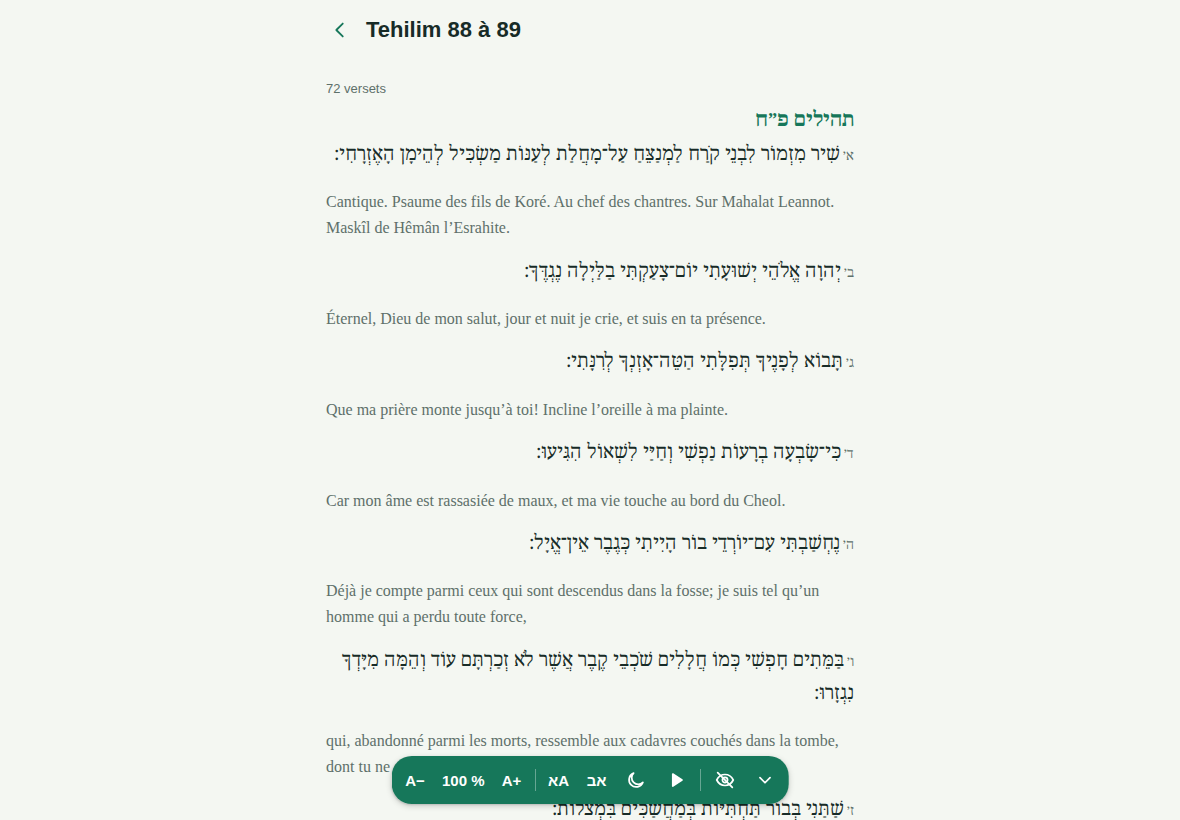 Tehilim 88 à 89
72 versets
תהילים פ״ח
א׳ שִׁיר מִזְמוֹר לִבְנֵי קֹרַח לַמְנַצֵּחַ עַל־מָחֲלַת לְעַנּוֹת מַשְׂכִּיל לְהֵימָן הָאֶזְרָחִי׃
Cantique. Psaume des fils de Koré. Au chef des chantres. Sur Mahalat Leannot.
Maskîl de Hêmân l’Esrahite.
ב׳ יְהוָה אֱלֹהֵי יְשׁוּעָתִי יוֹם־צָעַקְתִּי בַלַּיְלָה נֶגְדֶּךָ׃
Éternel, Dieu de mon salut, jour et nuit je crie, et suis en ta présence.
ג׳ תָּבוֹא לְפָנֶיךָ תְּפִלָּתִי הַטֵּה־אָזְנְךָ לְרִנָּתִי׃
Que ma prière monte jusqu’à toi! Incline l’oreille à ma plainte.
ד׳ כִּי־שָׂבְעָה בְרָעוֹת נַפְשִׁי וְחַיַּי לִשְׁאוֹל הִגִּיעוּ׃
Car mon âme est rassasiée de maux, et ma vie touche au bord du Cheol.
ה׳ נֶחְשַׁבְתִּי עִם־יוֹרְדֵי בוֹר הָיִיתִי כְּגֶבֶר אֵין־אֱיָל׃
Déjà je compte parmi ceux qui sont descendus dans la fosse; je suis tel qu’un
homme qui a perdu toute force,
ו׳ בַּמֵּתִים חָפְשִׁי כְּמוֹ חֲלָלִים שֹׁכְבֵי קֶבֶר אֲשֶׁר לֹא זְכַרְתָּם עוֹד וְהֵמָּה מִיָּדְךָ
נִגְזָרוּ׃
qui, abandonné parmi les morts, ressemble aux cadavres couchés dans la tombe,
dont tu ne
A− 100 % A+ אA אב
ז׳ שַׁתַּנִי בְּבוֹר תַּחְתִּיּוֹת בְּמַחֲשַׁכִּים בִּמְצֹלוֹת׃